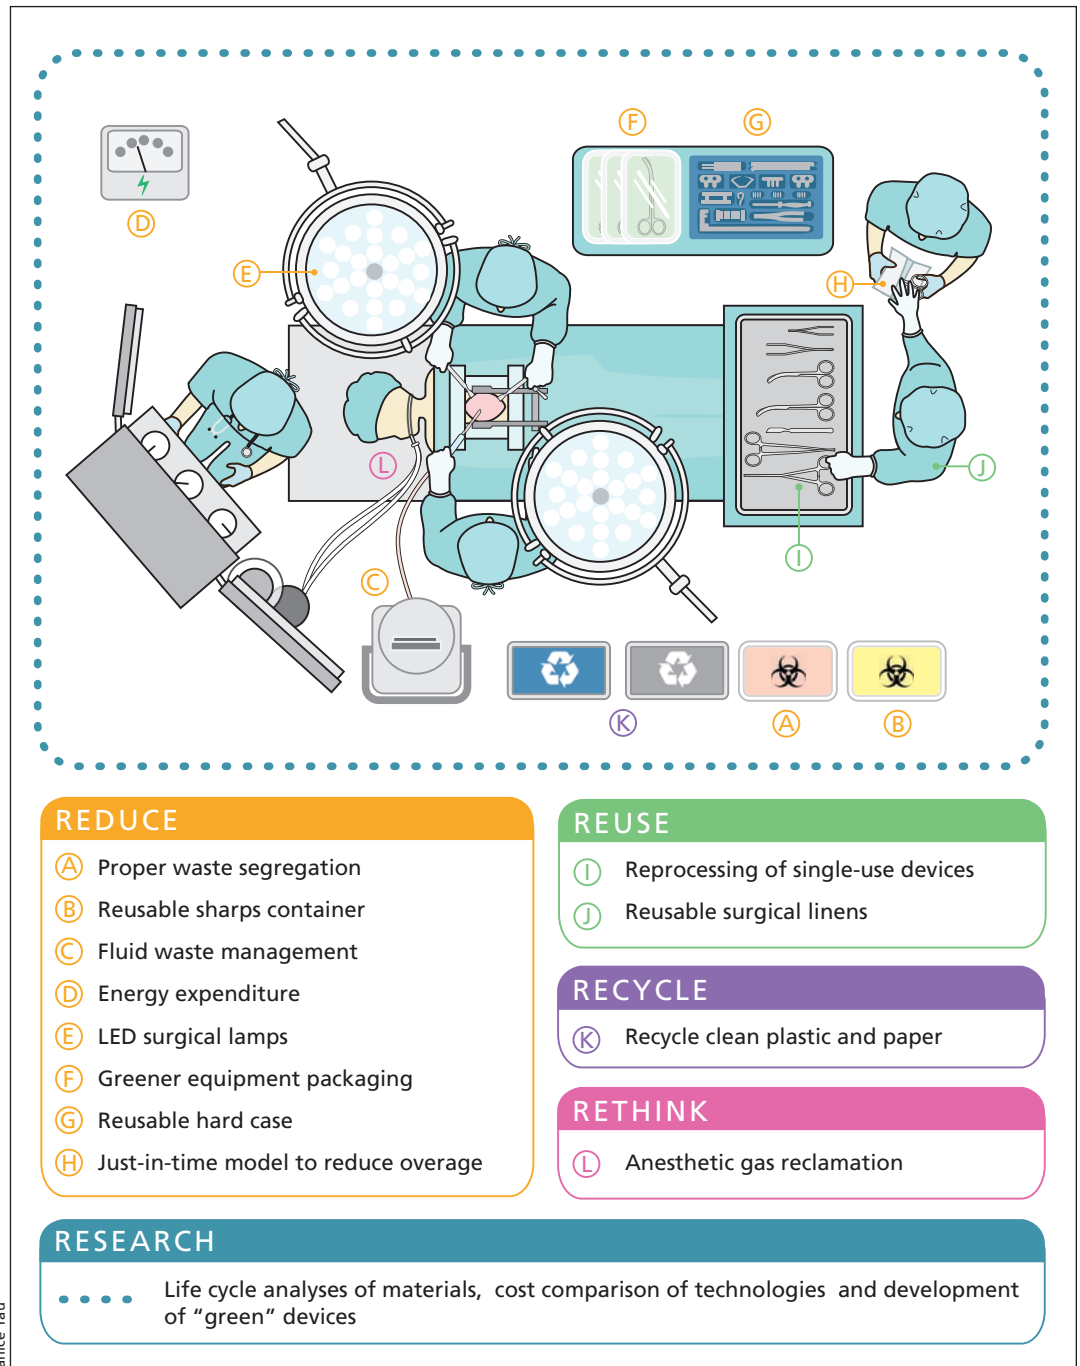 F
G
D
E
H
L
J
I
C
K
A
B
REDUCE
A Proper waste segregation
B Reusable sharps container
C Fluid waste management
D Energy expenditure
E LED surgical lamps
F Greener equipment packaging
G Reusable hard case
H Just-in-time model to reduce overage
REUSE
I Reprocessing of single-use devices
J Reusable surgical linens
RECYCLE
K Recycle clean plastic and paper
RETHINK
L Anesthetic gas reclamation
RESEARCH
Life cycle analyses of materials, cost comparison of technologies and development
of “green” devices